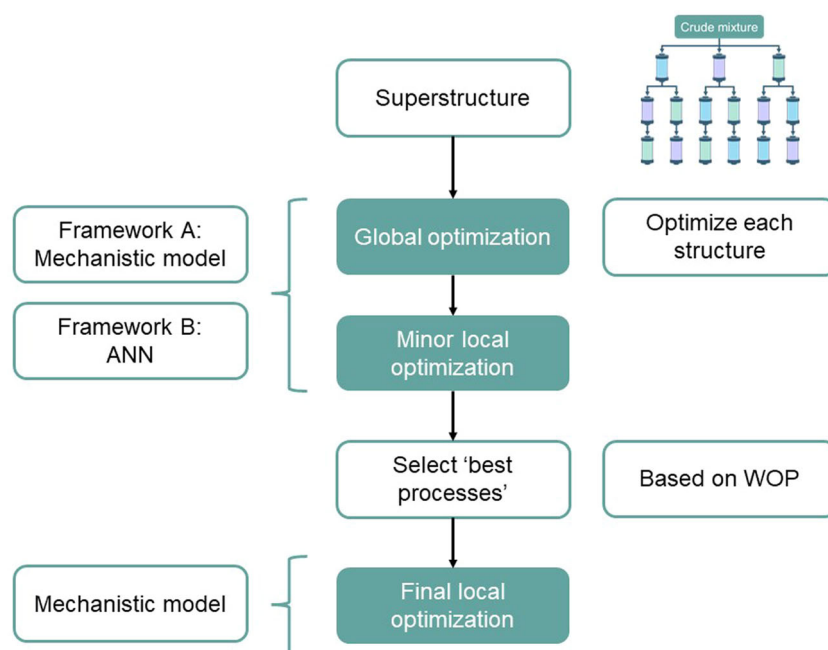 Crude mixture
Superstructure
Framework A:
Mechanistic model
Global optimization
Optimize each
structure
Framework B:
ANN
Minor local
optimization
Select ‘best
processes’
Based on WOP
Mechanistic model
Final local
optimization